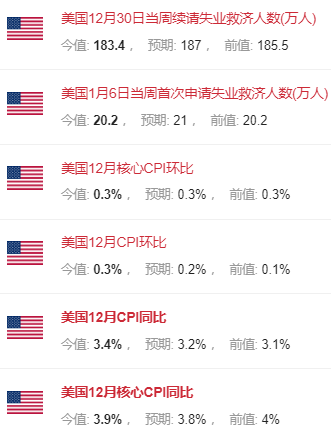 美国12月30日当周续请失业救济人数(万人)
今值: 183.4， 预期: 187， 前值: 185.5
美国1月6日当周首次申请失业救济人数(万人)
今值: 20.2， 预期: 21， 前值: 20.2
美国12月核心CPI环比
今值: 0.3%， 预期: 0.3%， 前值: 0.3%
美国12月CPI环比
今值: 0.3%， 预期: 0.2%， 前值: 0.1%
美国12月CPI同比
今值: 3.4%， 预期: 3.2%， 前值: 3.1%
美国12月核心CPI同比
今值: 3.9%， 预期: 3.8%， 前值: 4%